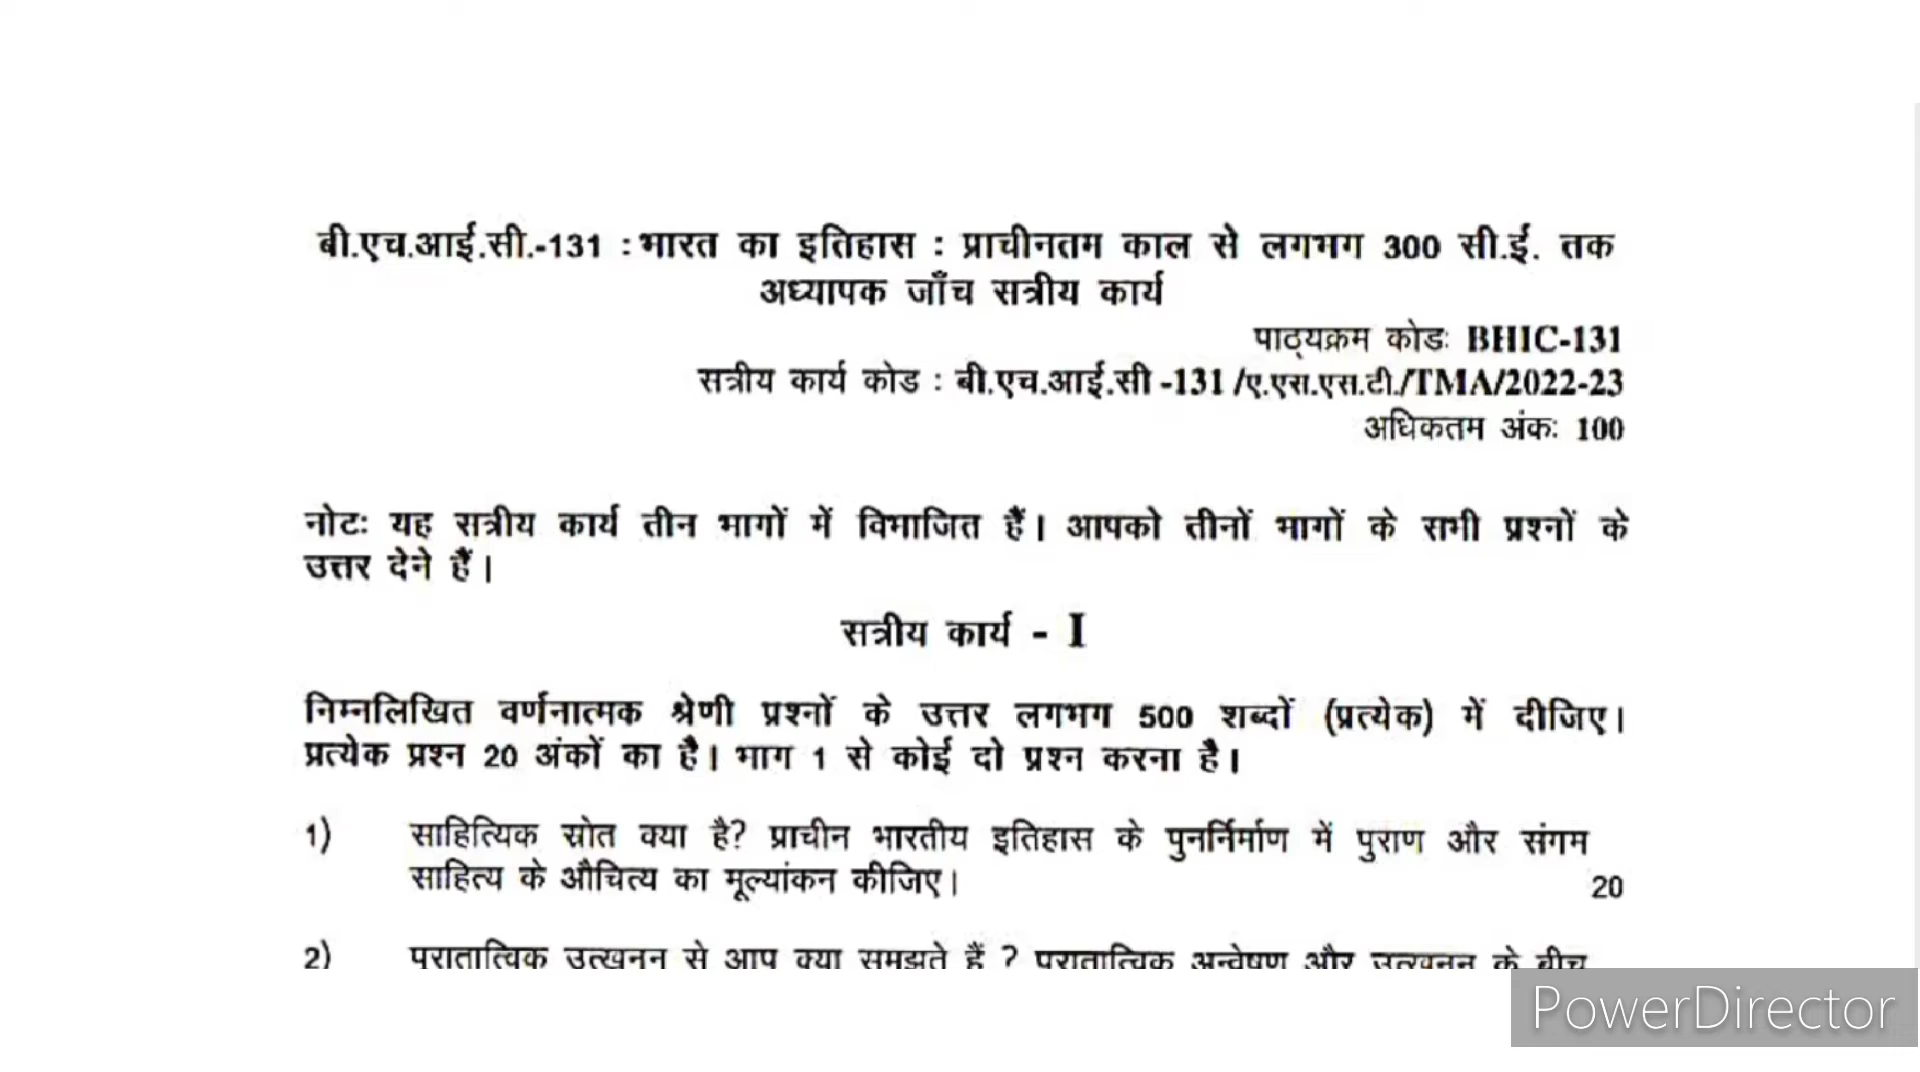 बी.एच.आई.सी.-131 : भारत का इतिहास : प्राचीनतम काल से लगभग 300 सी.ई. तक
अध्यापक जाँच सत्रीय कार्य
पाठ्यक्रम कोडः BHIC-131
सत्रीय कार्य कोड : बी.एच.आई.सी -131 /ए.एस.एस.टी./TMA/2022-23
अधिकतम अंकः 100
नोटः यह सत्रीय कार्य तीन भागों में विभाजित हैं। आपको तीनों भागों के सभी प्रश्नों के
उत्तर देने हैं।
सत्रीय कार्य - I
निम्नलिखित वर्णनात्मक श्रेणी प्रश्नों के उत्तर लगभग 500 शब्दों (प्रत्येक) में दीजिए।
प्रत्येक प्रश्न 20 अंकों का है। भाग 1 से कोई दो प्रश्न करना है।
1) साहित्यिक स्रोत क्या है? प्राचीन भारतीय इतिहास के पुनर्निर्माण में पुराण और संगम
साहित्य के औचित्य का मूल्यांकन कीजिए। 20
2) पुरातात्विक उत्खनन से आप क्या समझते हैं ? पुरातात्विक अन्वेषण और उत्खनन के बीच
PowerDirector